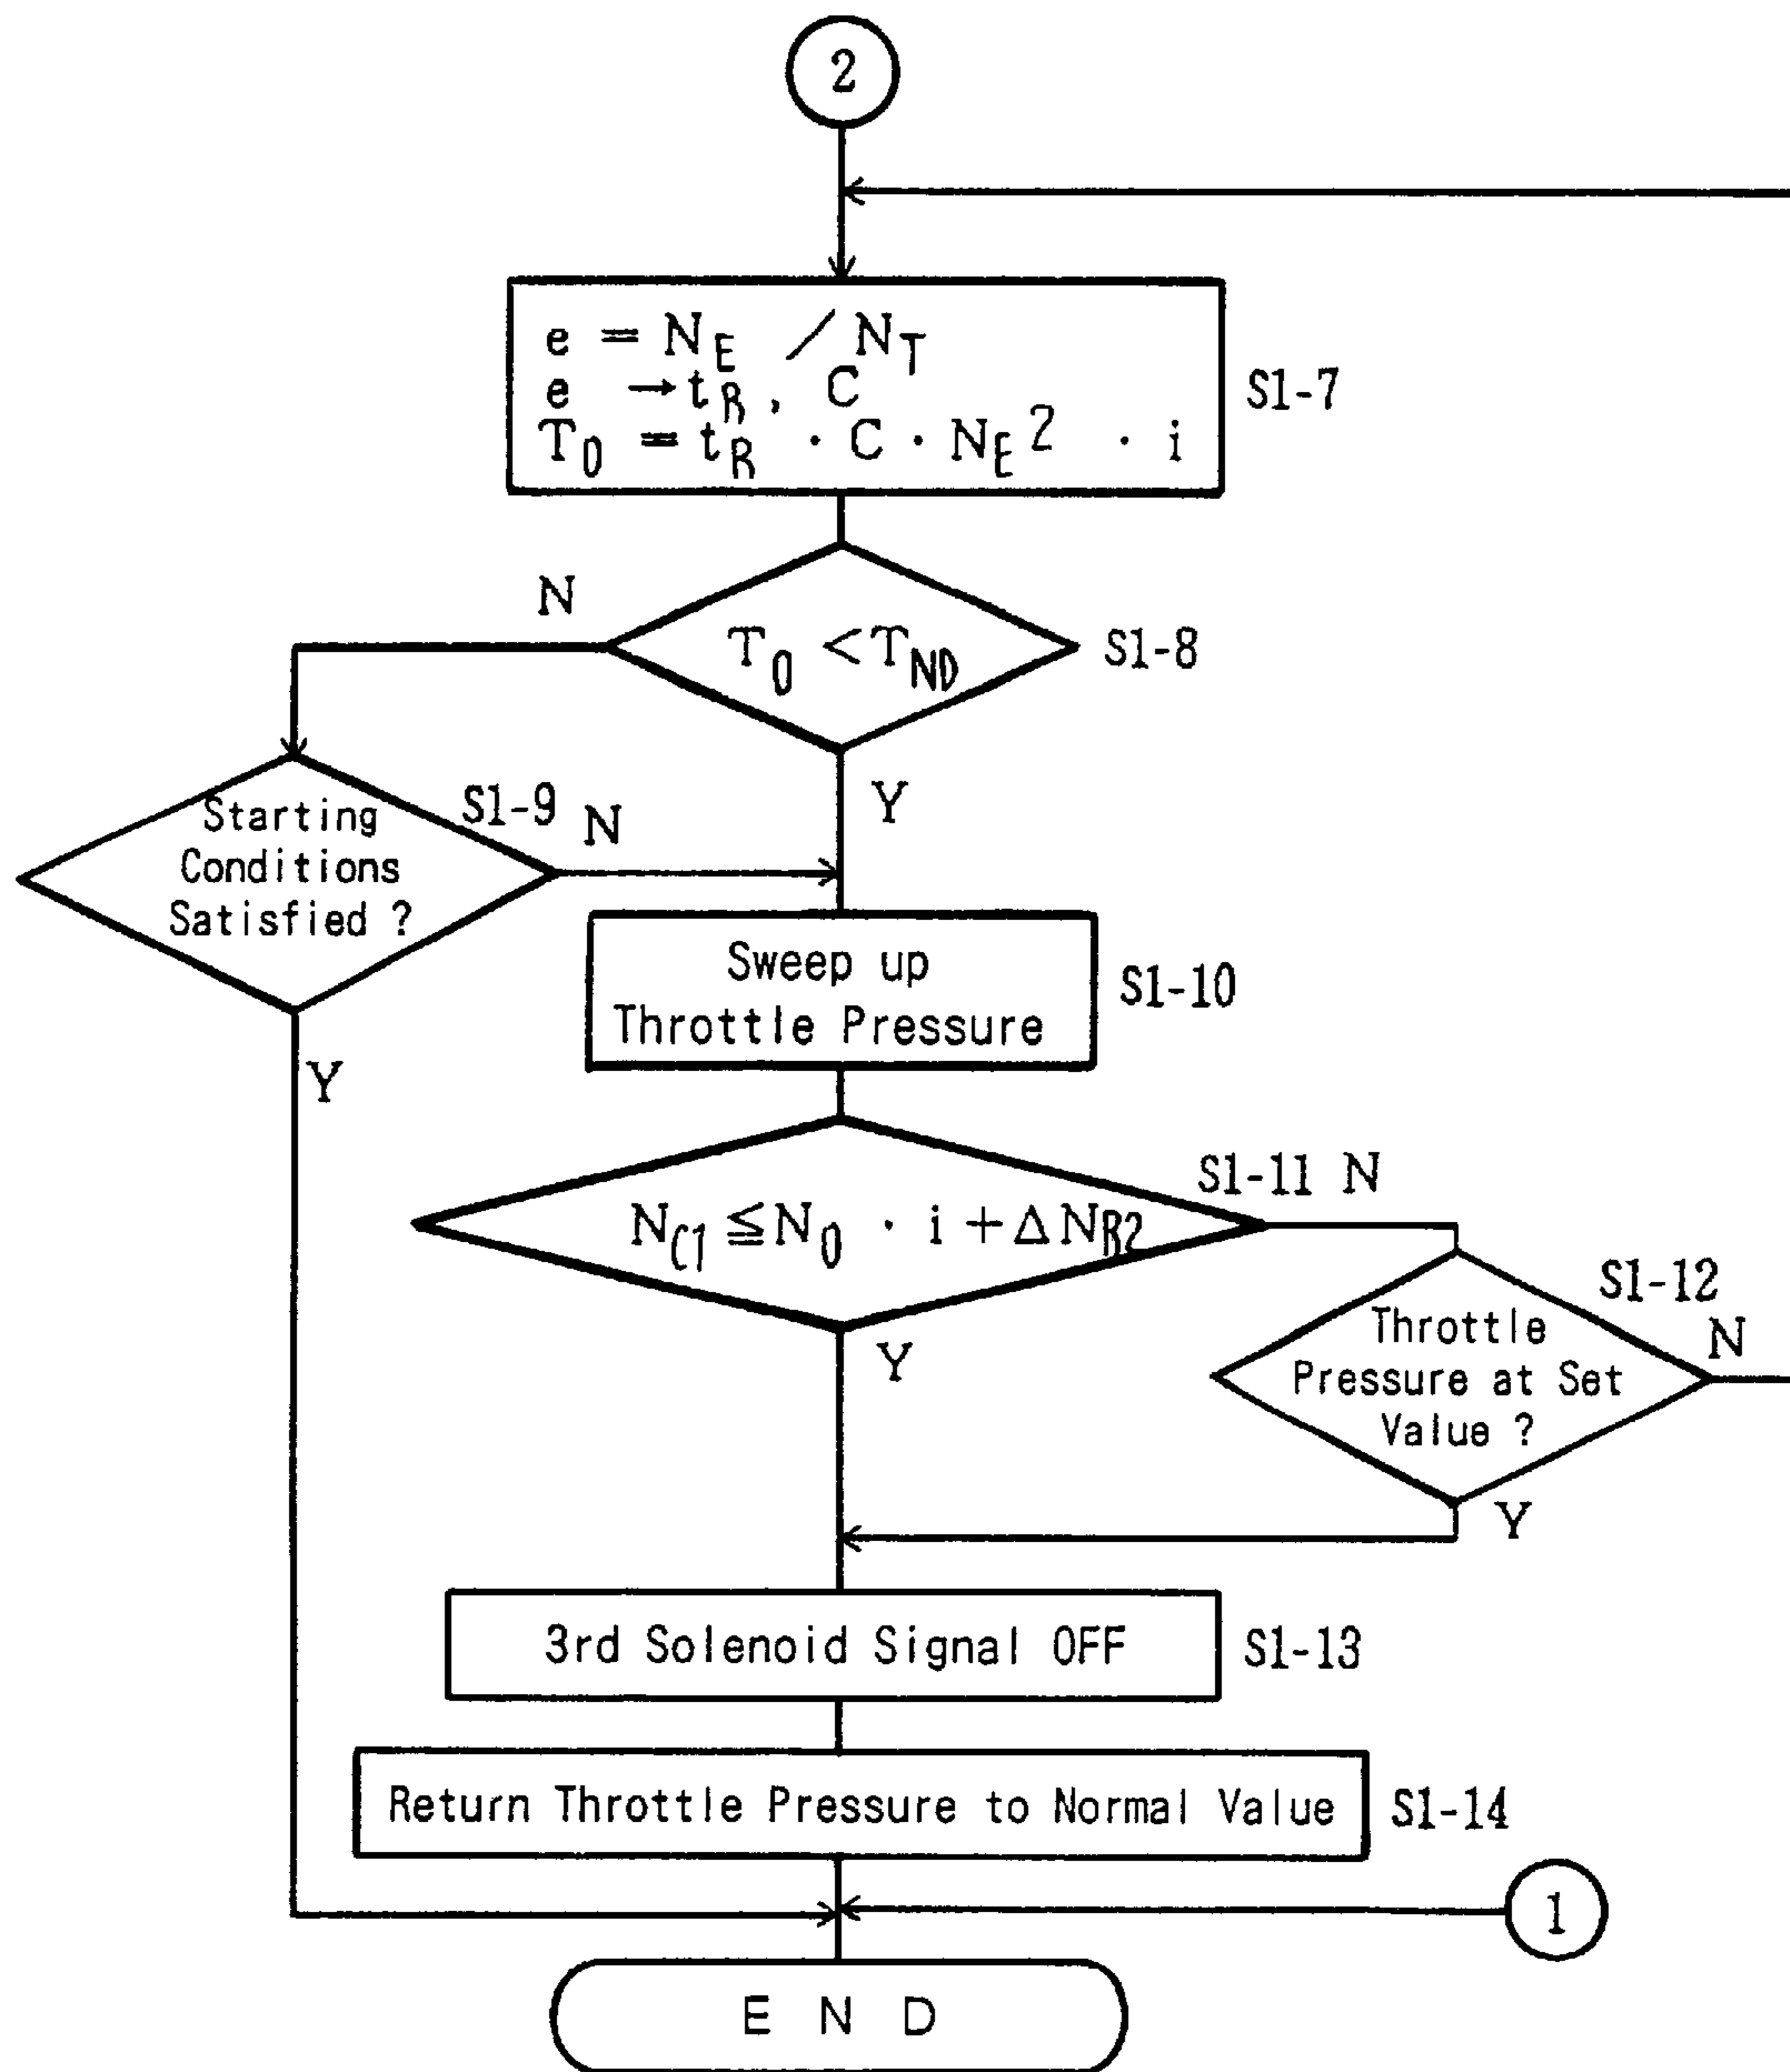 2
e = N_E / N_T
e → t_R, C
T_0 = t_R · C · N_E² · i
S1-7
N
T_0 < T_ND
S1-8
Y
S1-9
N
Starting
Conditions
Satisfied ?
Y
Sweep up
Throttle Pressure
S1-10
N_C1 ≦ N_0 · i + ΔN_R2
S1-11
N
Y
S1-12
Throttle
Pressure at Set
Value ?
N
Y
3rd Solenoid Signal OFF
S1-13
Return Throttle Pressure to Normal Value
S1-14
1
END